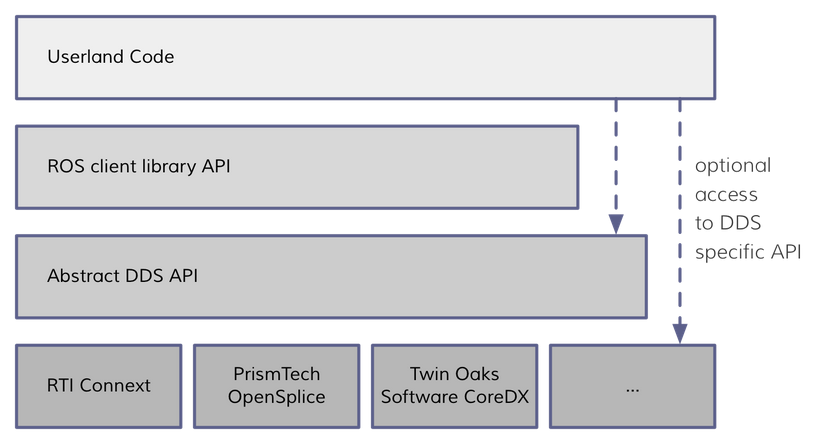 Userland Code
ROS client library API
optional
access
to DDS
specific API
Abstract DDS API
RTI Connext
PrismTech
OpenSplice
Twin Oaks
Software CoreDX
...